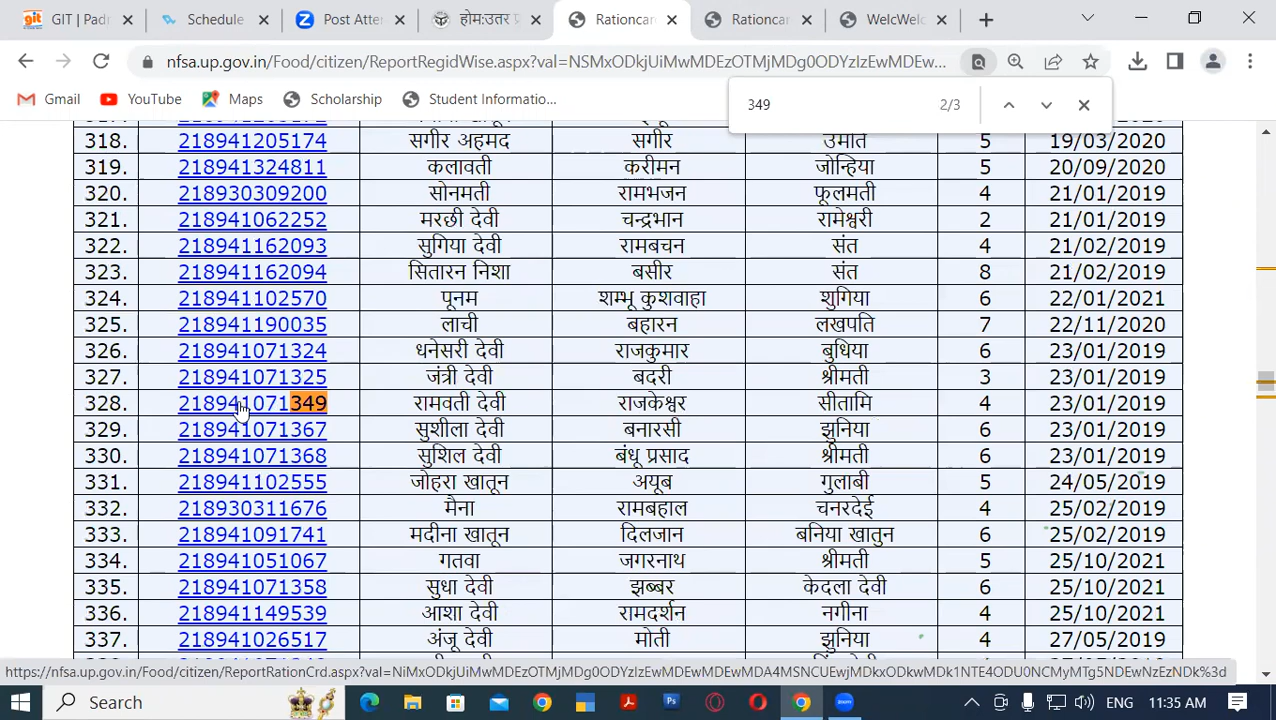 GIT | Padn
Schedule
Post Atten
होम:उतर प्र
Rationcar
Rationcar
WelcWelc
nfsa.up.gov.in/Food/citizen/ReportRegidWise.aspx?val=NSMxODkjUiMwMDEzOTMjMDg0ODYzIzEwMDEw...
Gmail YouTube Maps Scholarship Student Informatio...
349 2/3
318. 218941205174 सगीर अहमद सगीर उमाति 5 19/03/2020
319. 218941324811 कलावती करीमन जोन्हिया 5 20/09/2020
320. 218930309200 सोनमती रामभजन फूलमती 4 21/01/2019
321. 218941062252 मरछी देवी चन्द्रभान रामेश्वरी 2 21/01/2019
322. 218941162093 सुगिया देवी रामबचन संत 4 21/02/2019
323. 218941162094 सितारन निशा बसीर संत 8 21/02/2019
324. 218941102570 पूनम शम्भू कुशवाहा शुगिया 6 22/01/2021
325. 218941190035 लाची बहारन लखपति 7 22/11/2020
326. 218941071324 धनेसरी देवी राजकुमार बुधिया 6 23/01/2019
327. 218941071325 जंत्री देवी बदरी श्रीमती 3 23/01/2019
328. 218941071349 रामवती देवी राजकेश्वर सीतामि 4 23/01/2019
329. 218941071367 सुशीला देवी बनारसी झुनिया 6 23/01/2019
330. 218941071368 सुशिल देवी बंधू प्रसाद श्रीमती 6 23/01/2019
331. 218941102555 जोहरा खातून अयूब गुलाबी 5 24/05/2019
332. 218930311676 मैना रामबहाल चनरदेई 4 25/02/2019
333. 218941091741 मदीना खातून दिलजान बनिया खातुन 6 25/02/2019
334. 218941051067 गतवा जगरनाथ श्रीमती 5 25/10/2021
335. 218941071358 सुधा देवी झब्बर केदला देवी 6 25/10/2021
336. 218941149539 आशा देवी रामदर्शन नगीना 4 25/10/2021
337. 218941026517 अंजू देवी मोती झुनिया 4 27/05/2019
https://nfsa.up.gov.in/Food/citizen/ReportRationCrd.aspx?val=
Search
ENG 11:35 AM